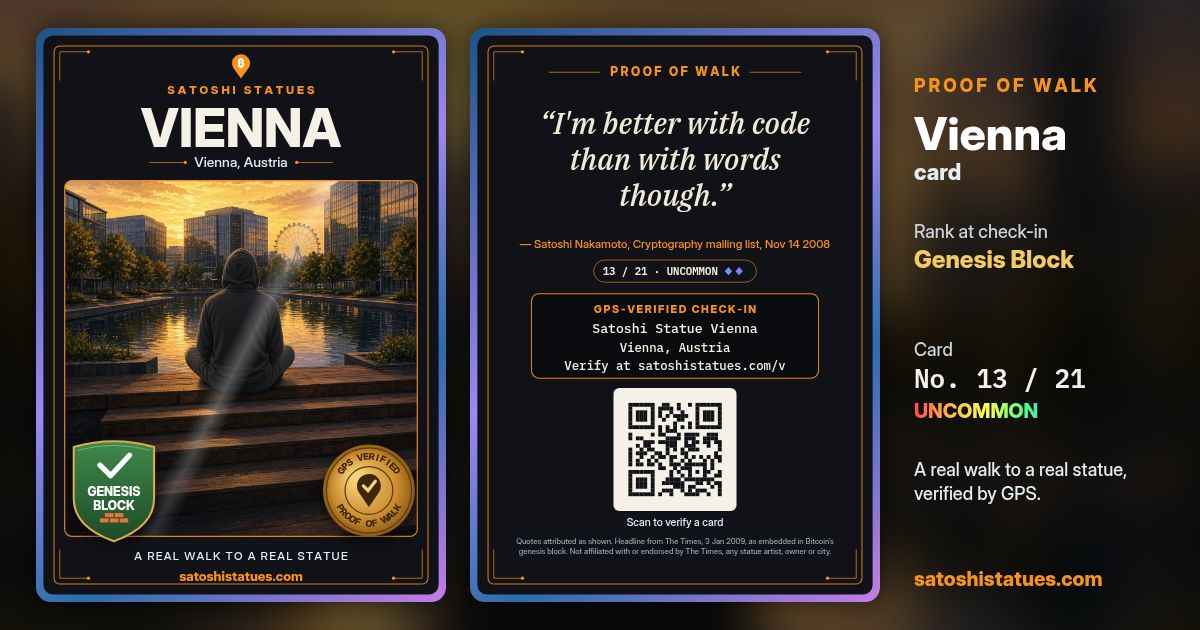 SATOSHI STATUES
VIENNA
Vienna, Austria
GENESIS
BLOCK
GPS VERIFIED
PROOF OF WALK
A REAL WALK TO A REAL STATUE
satoshistatues.com
PROOF OF WALK
“I'm better with code
than with words
though.”
— Satoshi Nakamoto, Cryptography mailing list, Nov 14 2008
13 / 21 · UNCOMMON
GPS-VERIFIED CHECK-IN
Satoshi Statue Vienna
Vienna, Austria
Verify at satoshistatues.com/v
Scan to verify a card
Quotes attributed as shown. Headline from The Times, 3 Jan 2009, as embedded in Bitcoin's
genesis block. Not affiliated with or endorsed by The Times, any statue artist, owner or city.
PROOF OF WALK
Vienna
card
Rank at check-in
Genesis Block
Card
No. 13 / 21
UNCOMMON
A real walk to a real statue,
verified by GPS.
satoshistatues.com